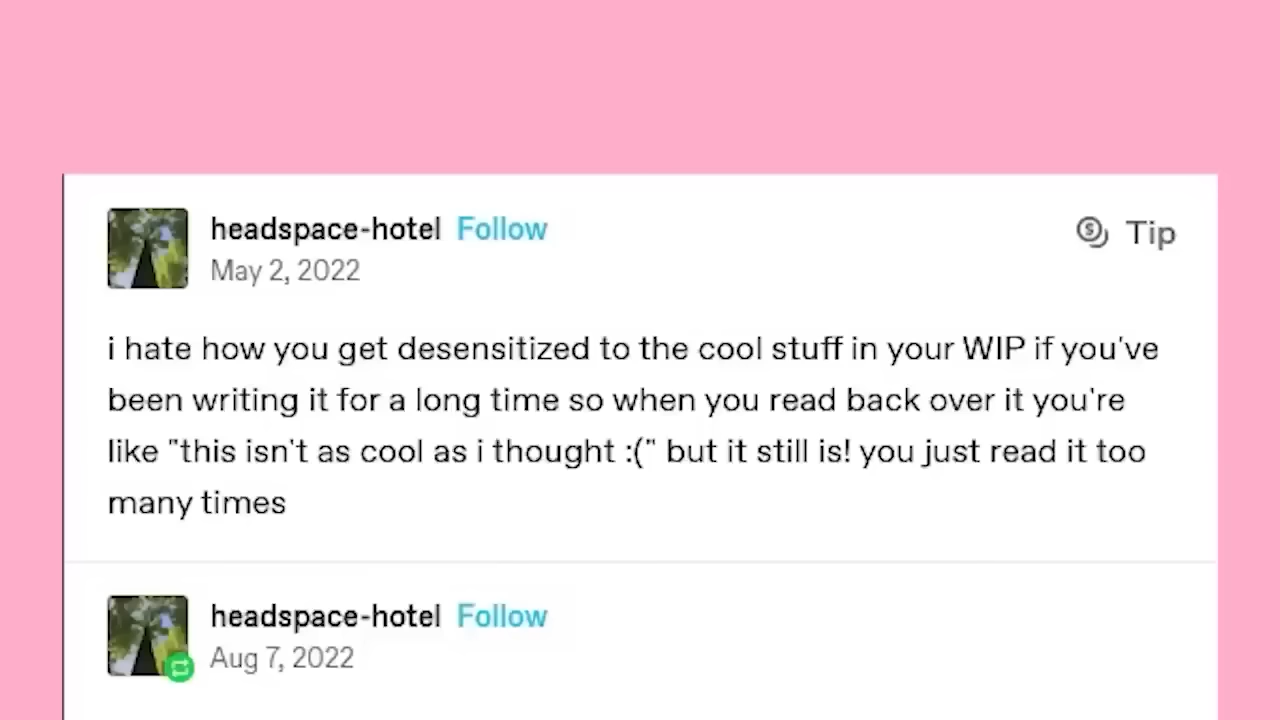 headspace-hotel Follow
Tip
May 2, 2022
i hate how you get desensitized to the cool stuff in your WIP if you've
been writing it for a long time so when you read back over it you're
like "this isn't as cool as i thought :(" but it still is! you just read it too
many times
headspace-hotel Follow
Aug 7, 2022